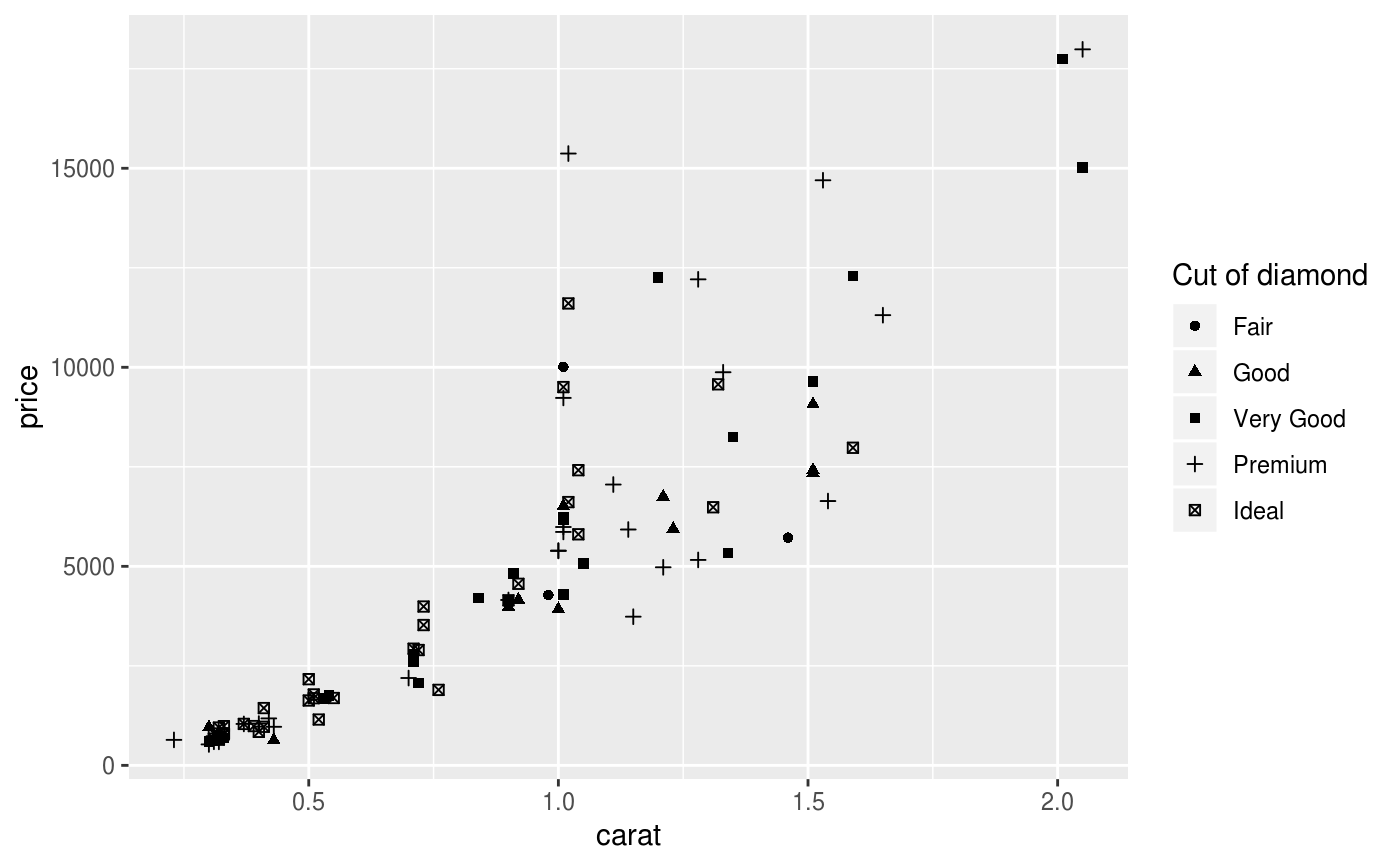 15000
10000
5000
0
price
0.5 1.0 1.5 2.0
carat
Cut of diamond
Fair
Good
Very Good
Premium
Ideal